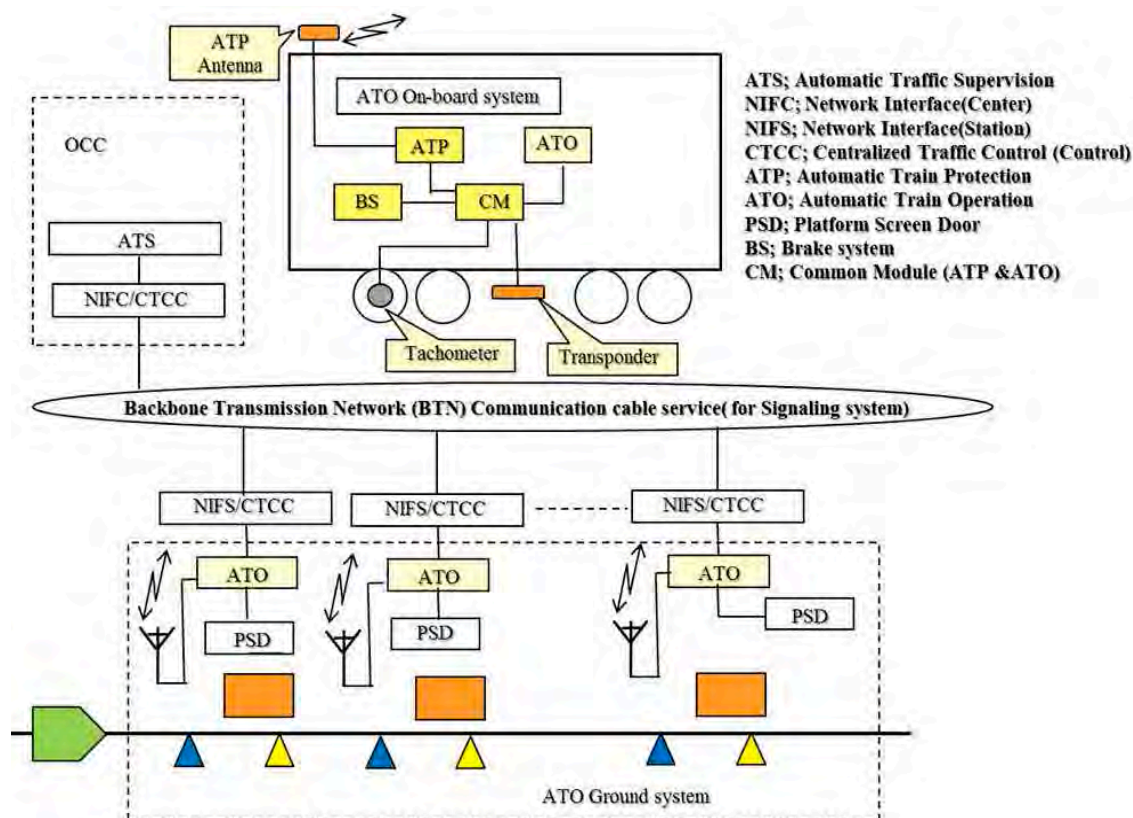 ATP
Antenna
ATO On-board system
ATP
ATO
BS
CM
Tachometer
Transponder
ATS; Automatic Traffic Supervision
NIFC; Network Interface(Center)
NIFS; Network Interface(Station)
CTCC; Centralized Traffic Control (Control)
ATP; Automatic Train Protection
ATO; Automatic Train Operation
PSD; Platform Screen Door
BS; Brake system
CM; Common Module (ATP &ATO)
OCC
ATS
NIFC/CTCC
Backbone Transmission Network (BTN) Communication cable service( for Signaling system)
NIFS/CTCC
NIFS/CTCC
NIFS/CTCC
ATO
ATO
ATO
PSD
PSD
PSD
ATO Ground system